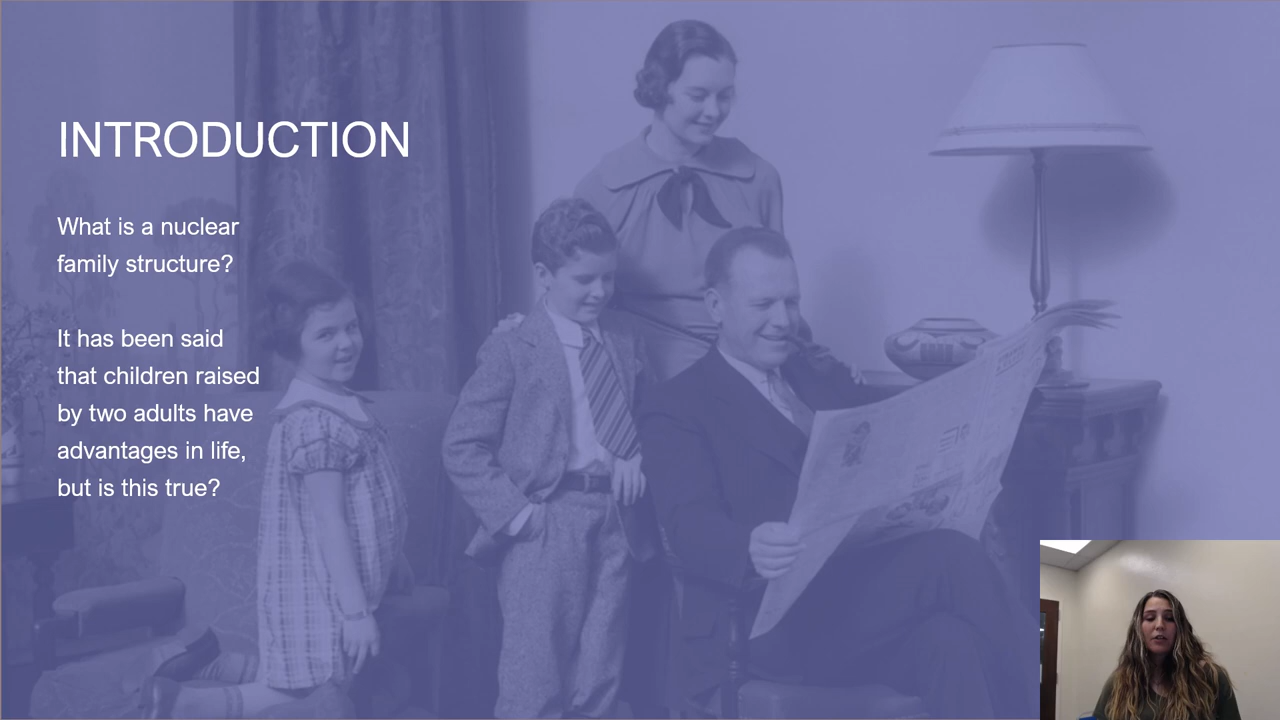 INTRODUCTION
What is a nuclear
family structure?
It has been said
that children raised
by two adults have
advantages in life,
but is this true?